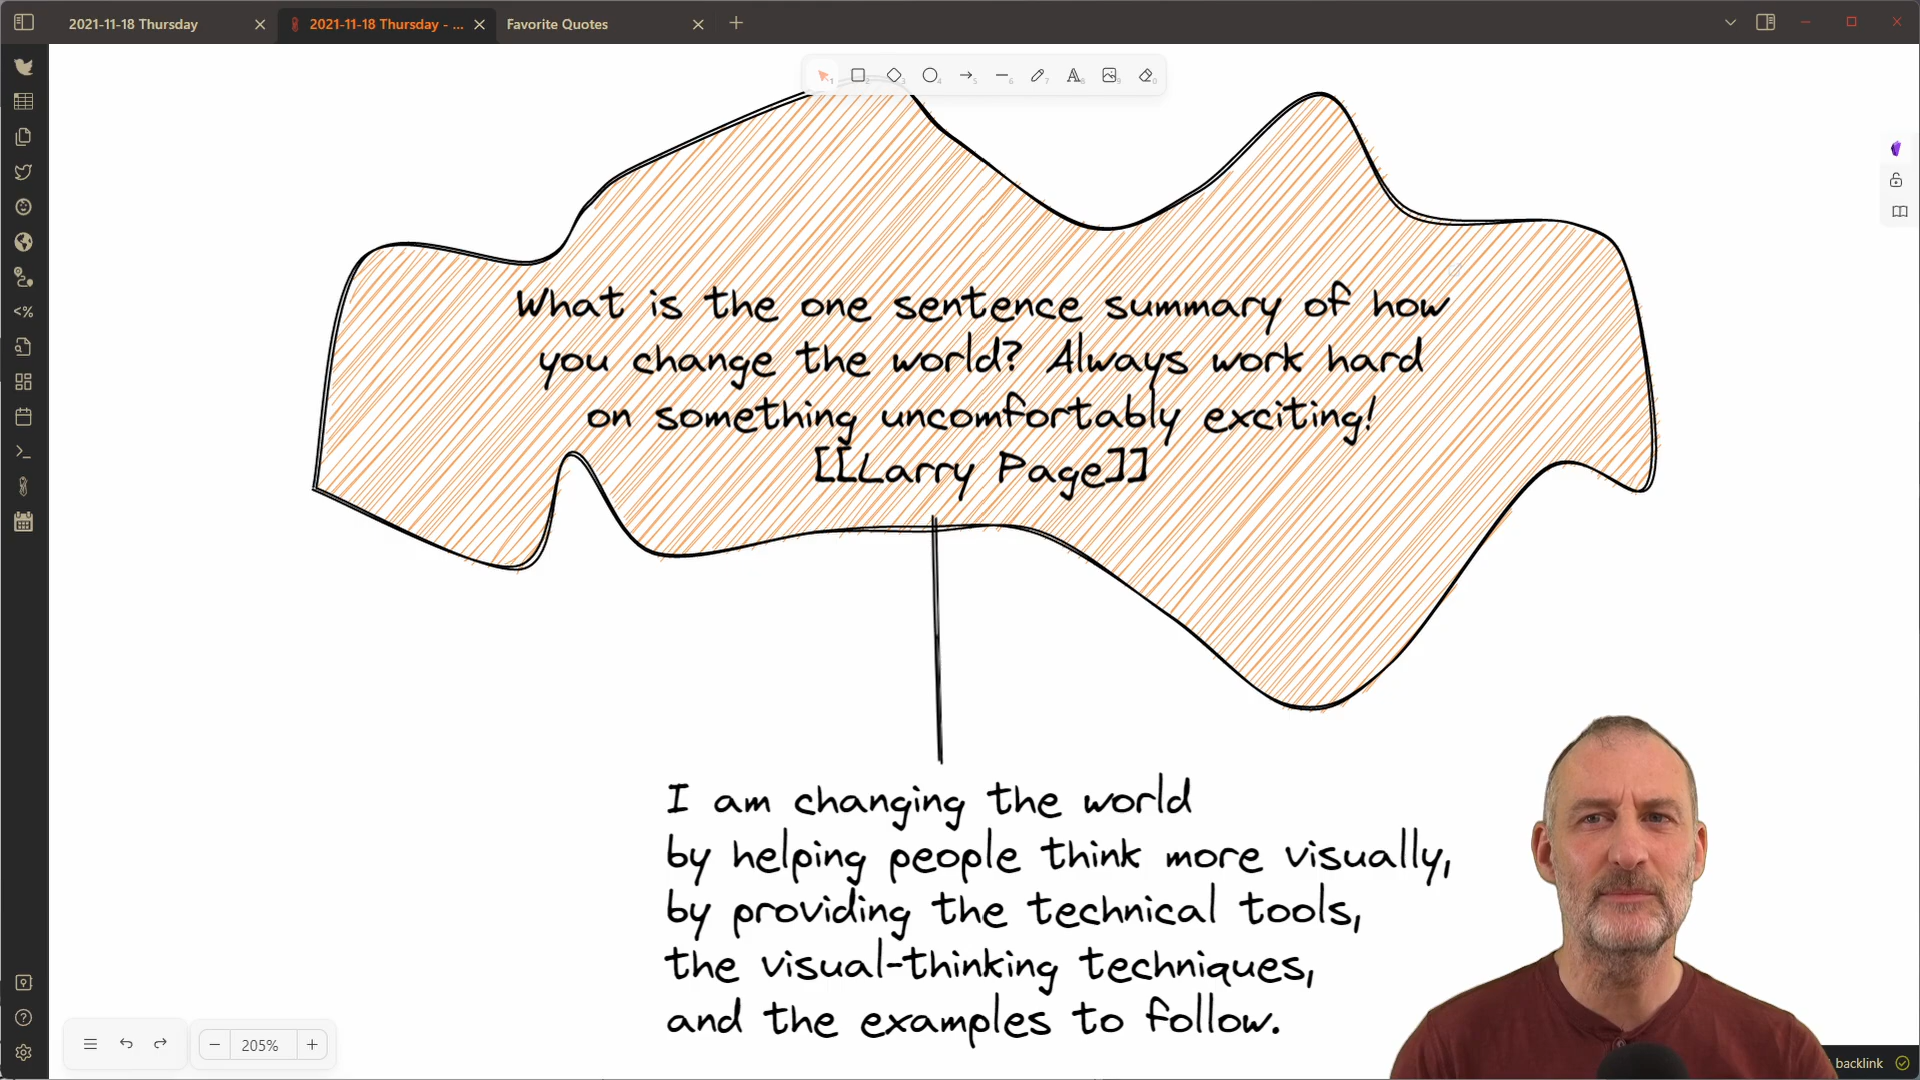 2021-11-18 Thursday
2021-11-18 Thursday - ...
Favorite Quotes
What is the one sentence summary of how
you change the world? Always work hard
on something uncomfortably exciting!
[[Larry Page]]
I am changing the world
by helping people think more visually,
by providing the technical tools,
the visual-thinking techniques,
and the examples to follow.
205%
backlink